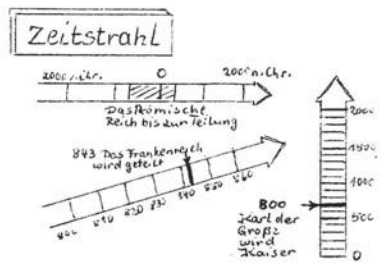 Zeitstrahl
2000 v. Chr. 0 2000 n. Chr.
Das Römische
Reich bis zur Teilung
843 Das Frankenreich
wird geteilt
800 810 820 830 840 850 860
2000
1500
1000
500
0
800
Karl der
Große
wird
Kaiser